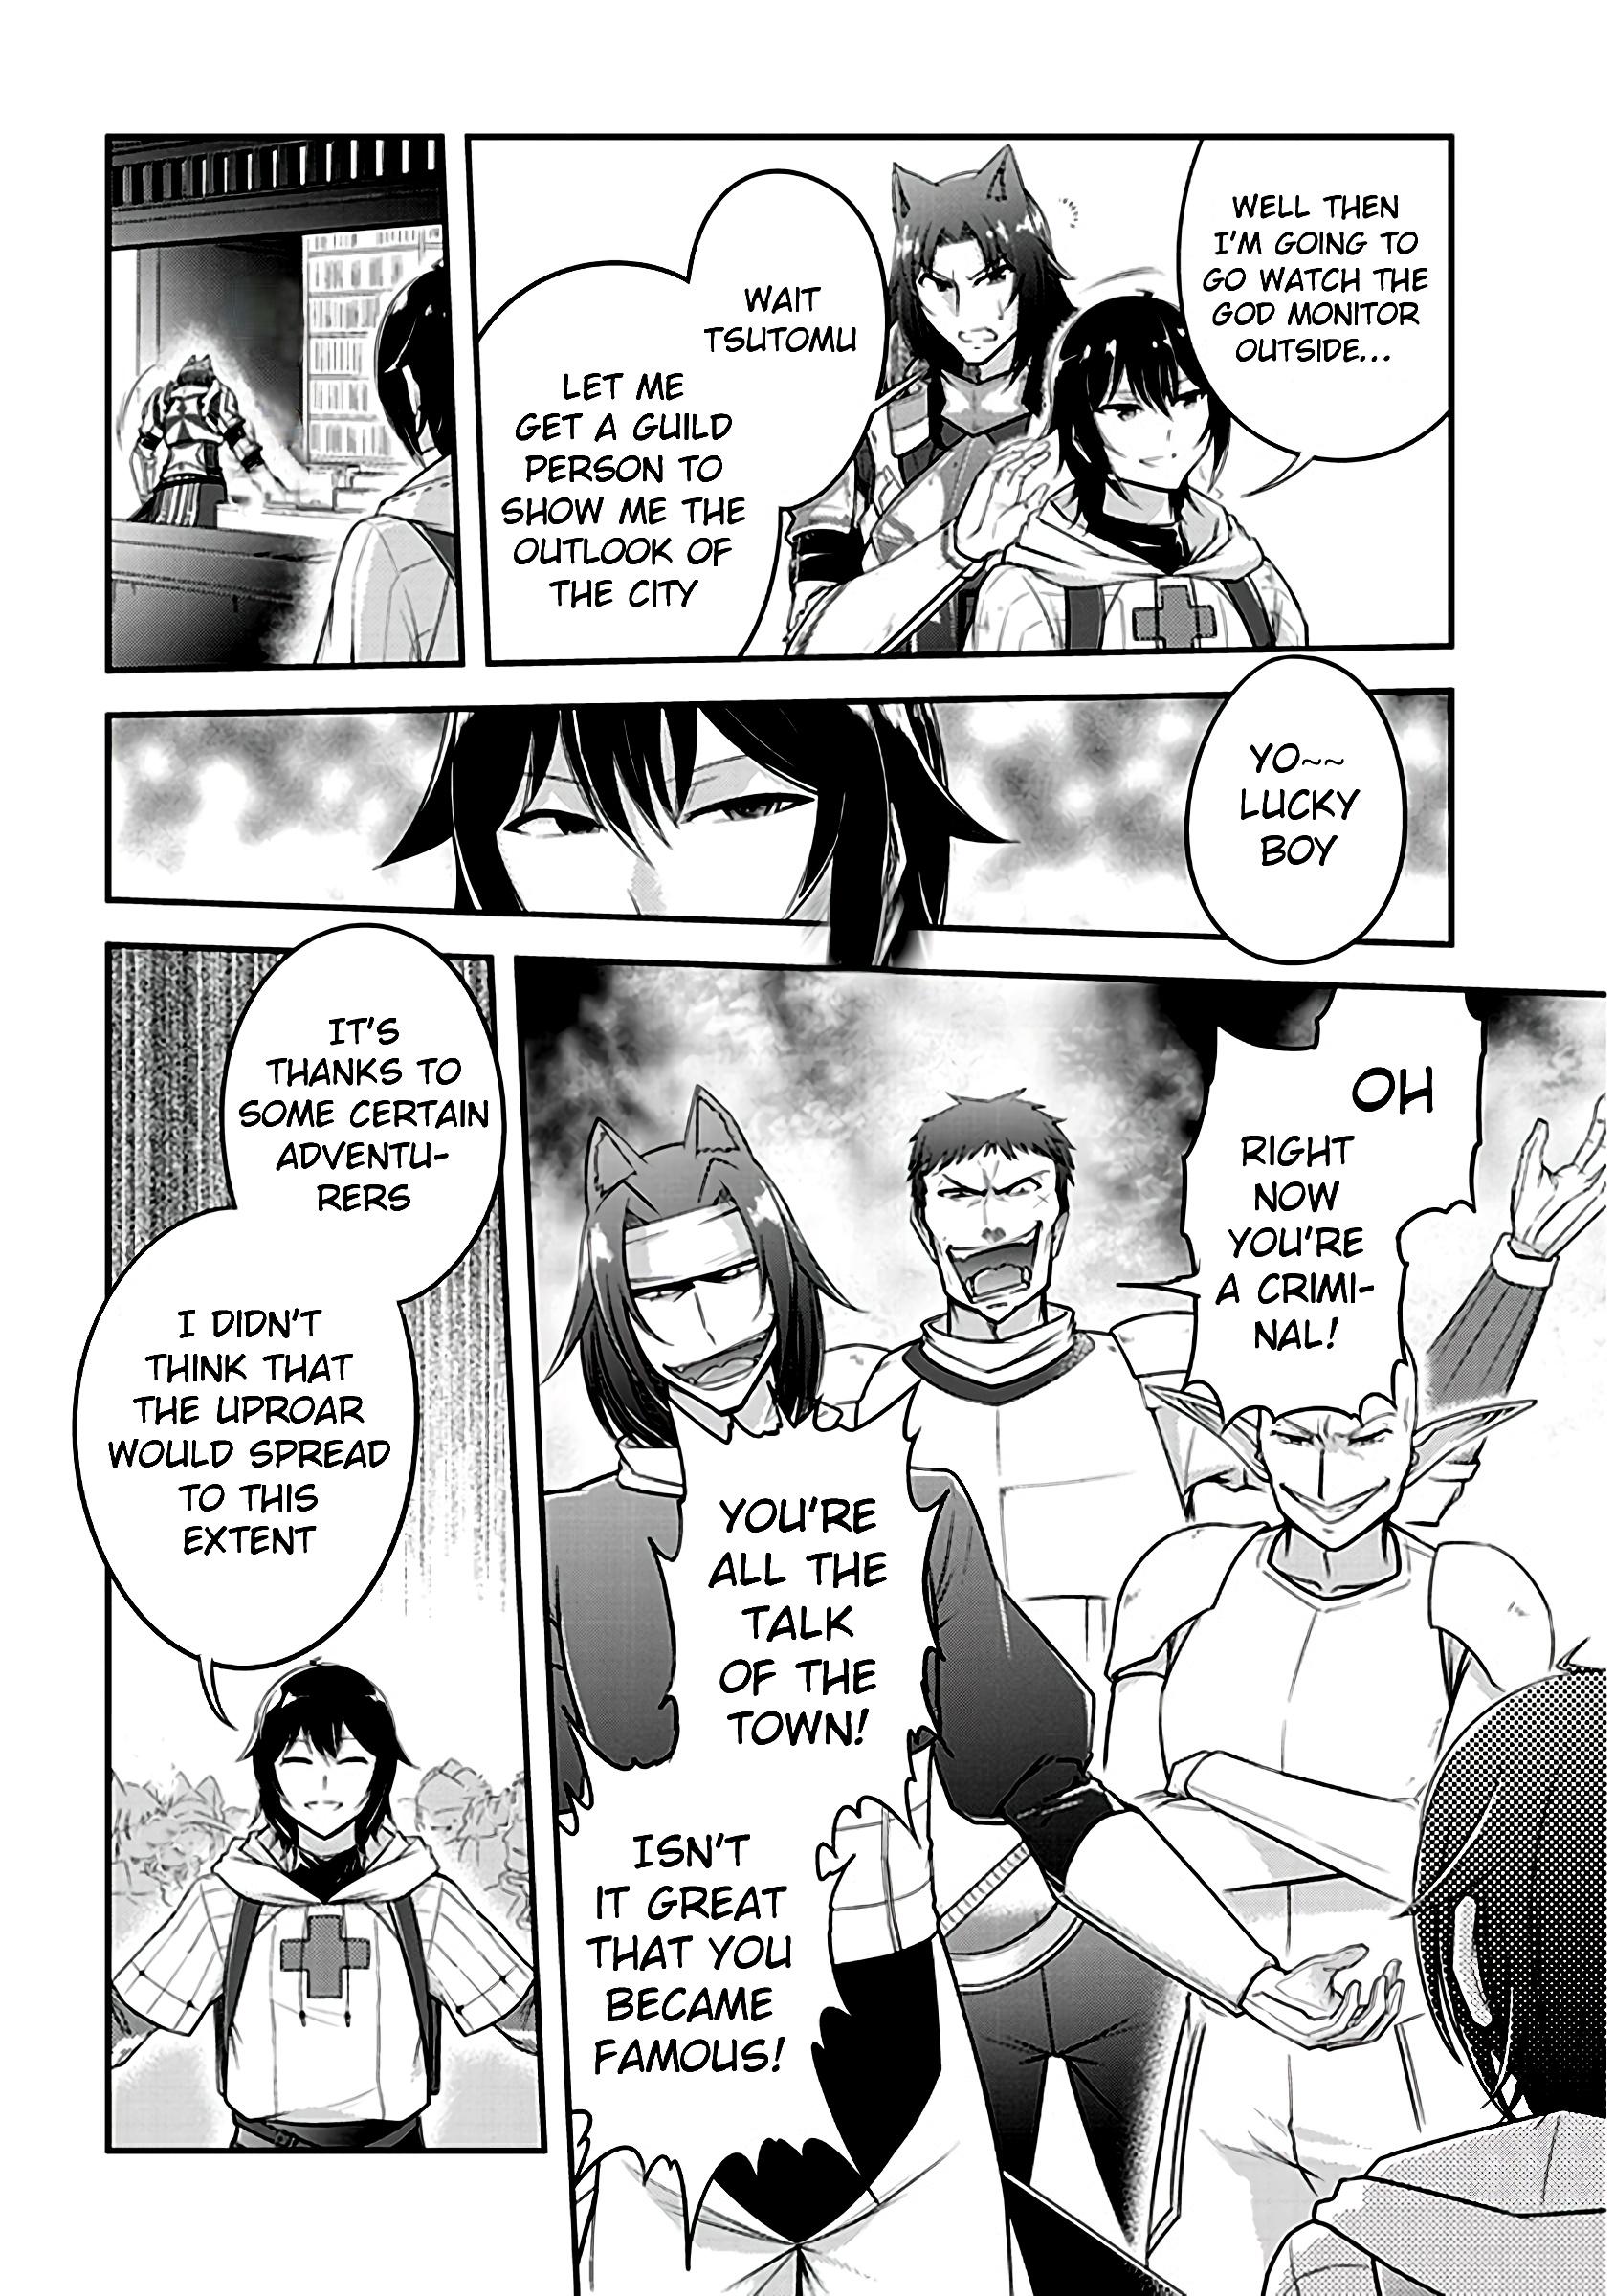 WELL THEN
I'M GOING TO
GO WATCH THE
GOD MONITOR
OUTSIDE...
WAIT
TSUTOMU
LET ME
GET A GUILD
PERSON TO
SHOW ME THE
OUTLOOK OF
THE CITY
YO~~
LUCKY
BOY
OH
RIGHT
NOW
YOU'RE
A CRIMI-
NAL!
YOU'RE
ALL THE
TALK
OF THE
TOWN!
ISN'T
IT GREAT
THAT YOU
BECAME
FAMOUS!
IT'S
THANKS TO
SOME CERTAIN
ADVENTU-
RERS
I DIDN'T
THINK THAT
THE UPROAR
WOULD SPREAD
TO THIS
EXTENT